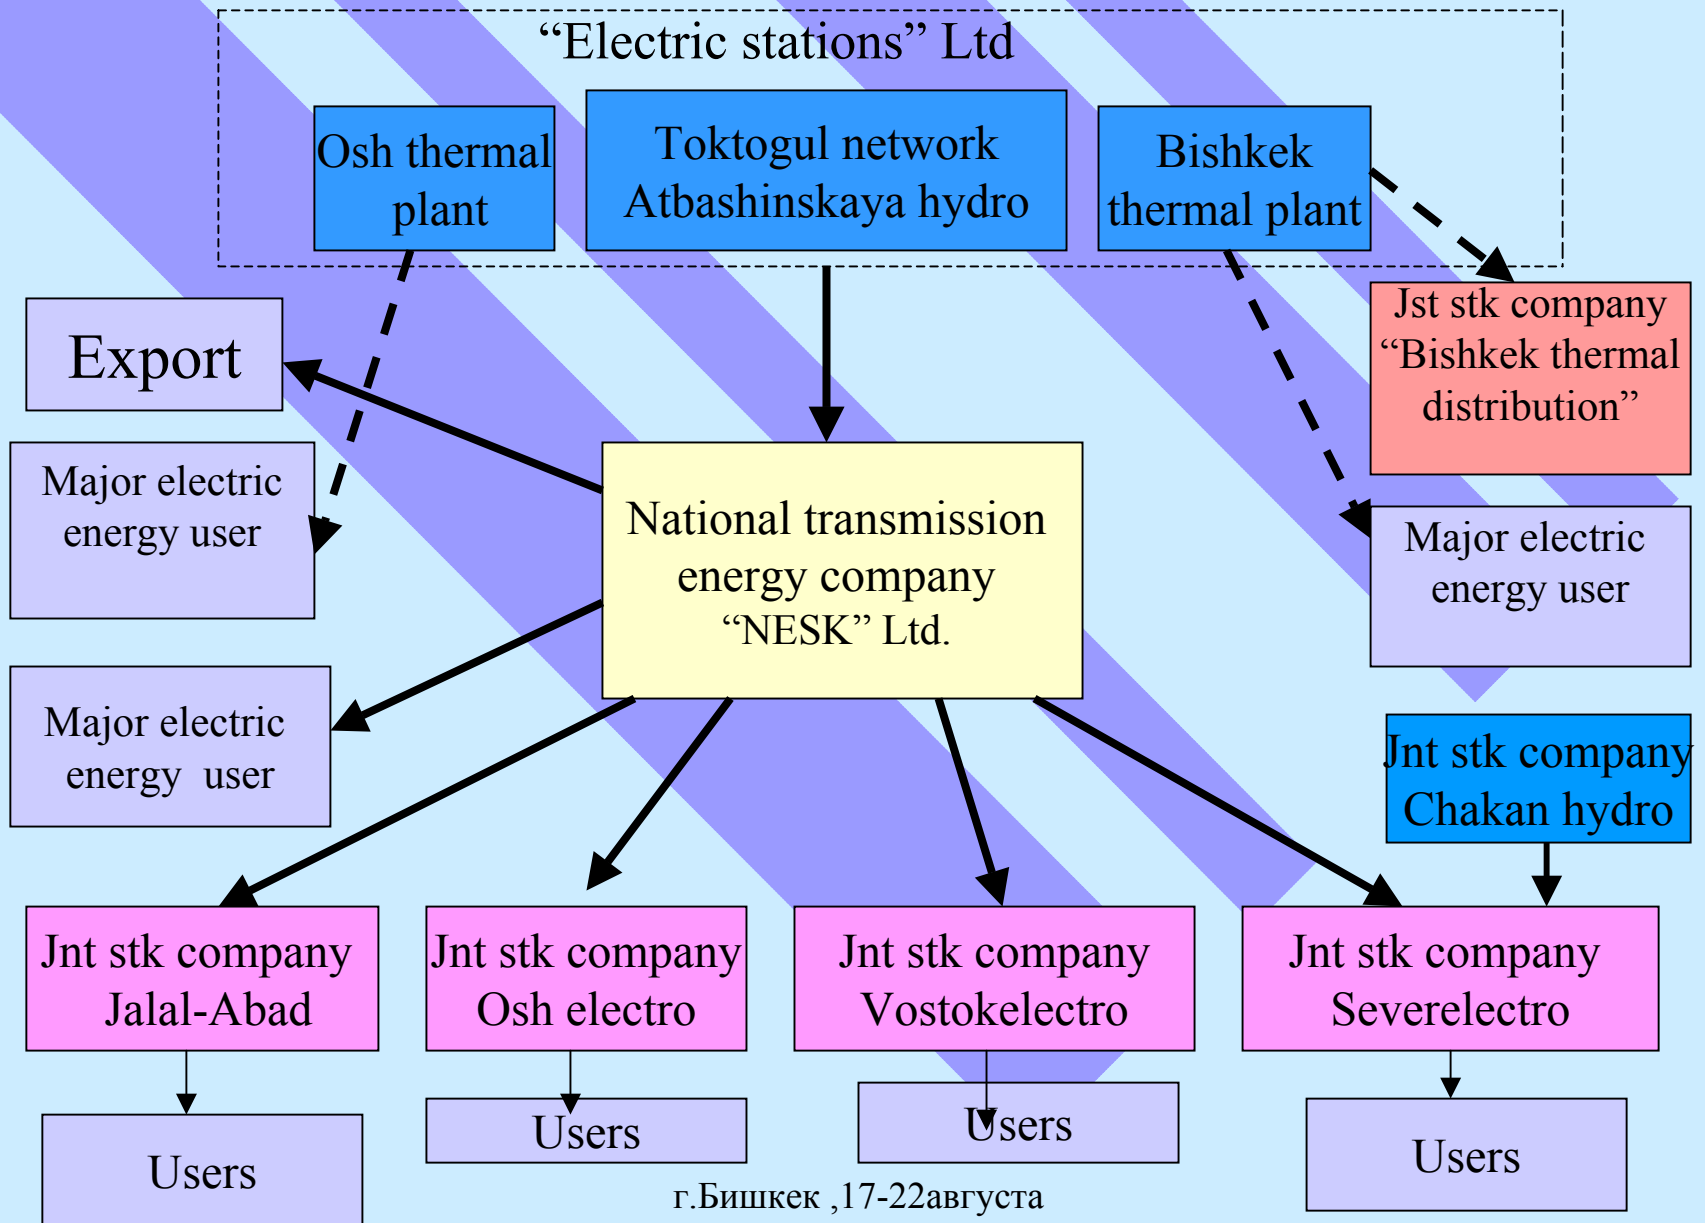 “Electric stations” Ltd
Osh thermal
plant
Toktogul network
Atbashinskaya hydro
Bishkek
thermal plant
Export
Jst stk company
“Bishkek thermal
distribution”
Major electric
energy user
National transmission
energy company
“NESK” Ltd.
Major electric
energy user
Major electric
energy user
Jnt stk company
Chakan hydro
Jnt stk company
Jalal-Abad
Jnt stk company
Osh electro
Jnt stk company
Vostokelectro
Jnt stk company
Severelectro
Users
Users
Users
Users
г.Бишкек ,17-22августа